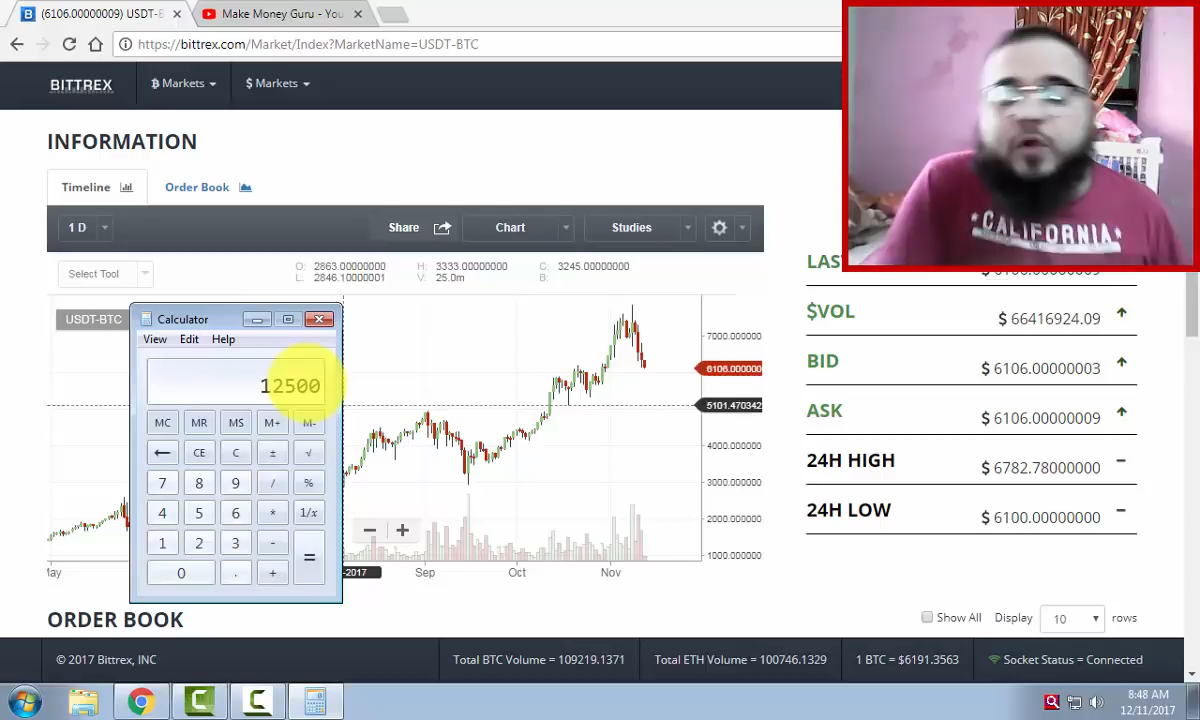 (6106.00000009) USDT-B
Make Money Guru - You
https://bittrex.com/Market/Index?MarketName=USDT-BTC
BITTREX
Markets
$ Markets
INFORMATION
Timeline
Order Book
1 D
Share
Chart
Studies
Select Tool
O: 2863.00000000 H: 3333.00000000 C: 3245.00000000
L: 2846.10000001 V: 25.0m B:
USDT-BTC
7000.000000
6106.000000
5101.470342
4000.000000
3000.000000
2000.000000
1000.000000
May
-2017
Sep
Oct
Nov
Calculator
View Edit Help
12500
MC MR MS M+ M-
← CE C ± √
7 8 9 / %
4 5 6 * 1/x
1 2 3 - =
0 . +
CALIFORNIA
LAS
$VOL $ 66416924.09
BID $ 6106.00000003
ASK $ 6106.00000009
24H HIGH $ 6782.78000000
24H LOW $ 6100.00000000
ORDER BOOK
Show All Display 10 rows
© 2017 Bittrex, INC
Total BTC Volume = 109219.1371
Total ETH Volume = 100746.1329
1 BTC = $6191.3563
Socket Status = Connected
8:48 AM
12/11/2017